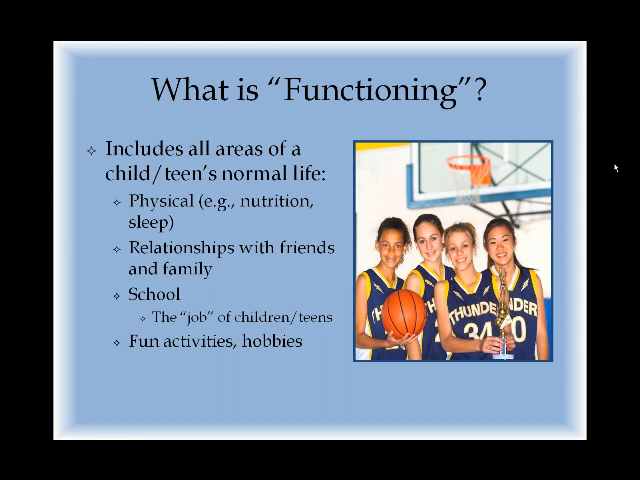 What is “Functioning”?
Includes all areas of a
child/teen’s normal life:
Physical (e.g., nutrition,
sleep)
Relationships with friends
and family
School
The “job” of children/teens
Fun activities, hobbies
THUNDER
34